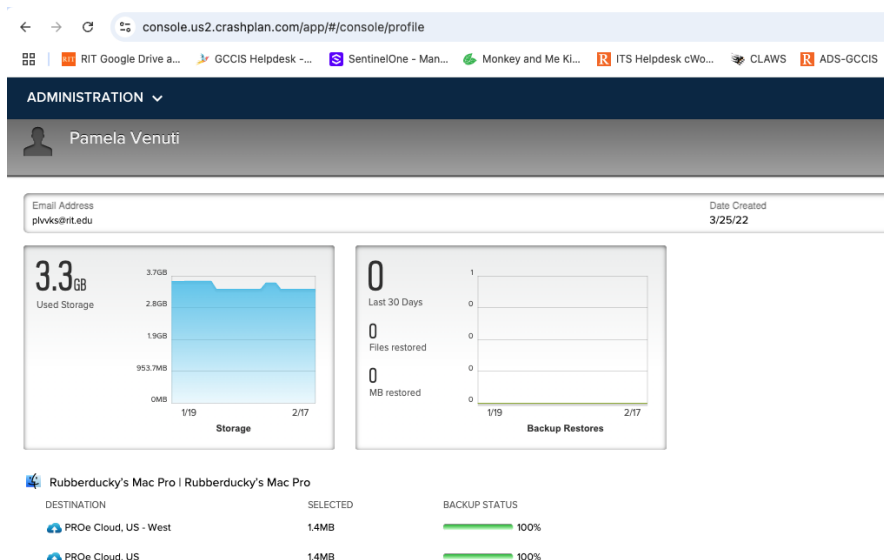 console.us2.crashplan.com/app/#/console/profile
RIT RIT Google Drive a... GCCIS Helpdesk -... SentinelOne - Man... Monkey and Me Ki... R ITS Helpdesk cWo... CLAWS R ADS-GCCIS
ADMINISTRATION
Pamela Venuti
Email Address Date Created
plvvks@rit.edu 3/25/22
3.3GB
Used Storage
3.7GB
2.8GB
1.9GB
953.7MB
0MB
1/19 2/17
Storage
0
Last 30 Days
0
Files restored
0
MB restored
1
0
0
0
0
1/19 2/17
Backup Restores
Rubberducky's Mac Pro | Rubberducky's Mac Pro
DESTINATION SELECTED BACKUP STATUS
PROe Cloud, US - West 1.4MB 100%
PROe Cloud, US 1.4MB 100%